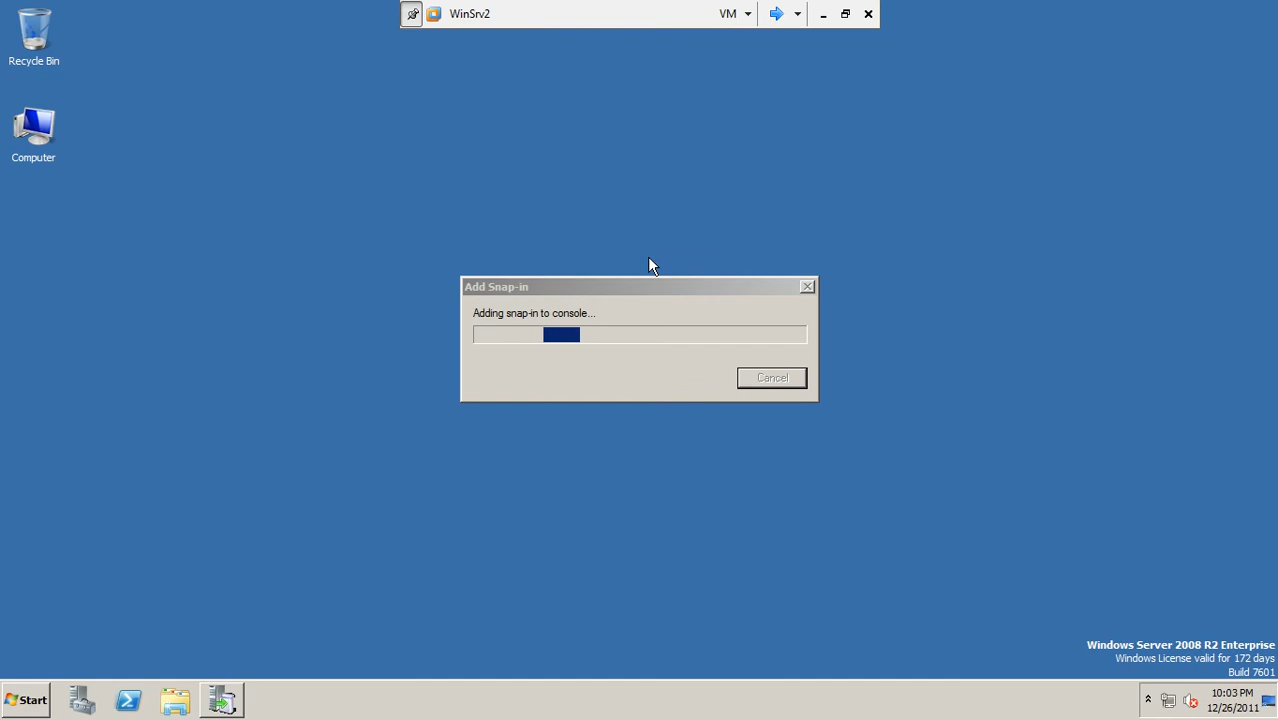 WinSrv2
VM
Recycle Bin
Computer
Add Snap-in
Adding snap-in to console...
Cancel
Windows Server 2008 R2 Enterprise
Windows License valid for 172 days
Build 7601
Start
10:03 PM
12/26/2011